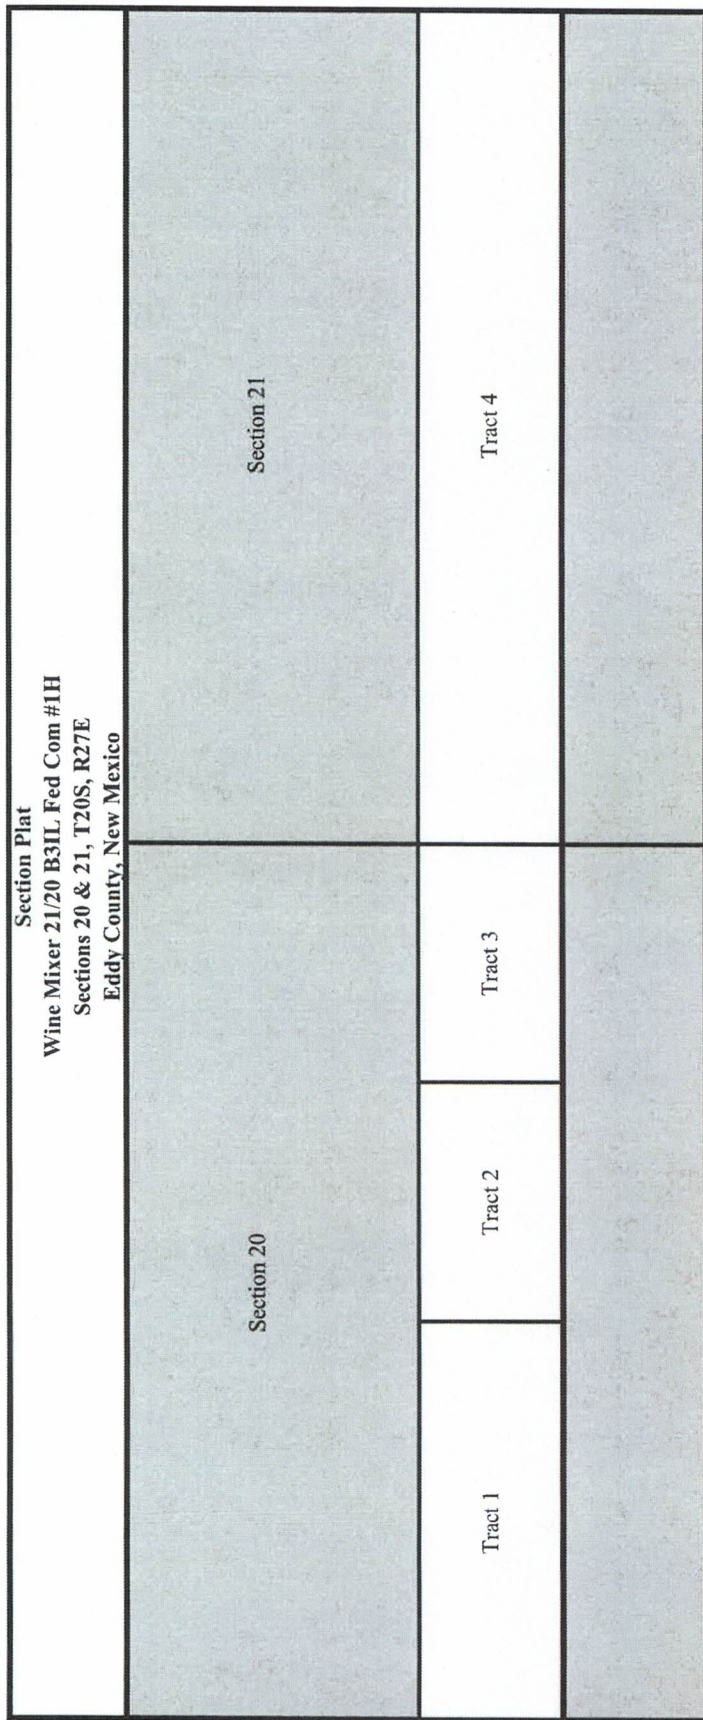 Section Plat
Wine Mixer 21/20 B3IL Fed Com #1H
Sections 20 & 21, T20S, R27E
Eddy County, New Mexico
Section 20
Section 21
Tract 1
Tract 2
Tract 3
Tract 4